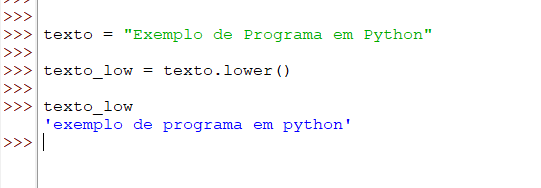 >>>
>>>
>>> texto = "Exemplo de Programa em Python"
>>>
>>> texto_low = texto.lower()
>>>
>>> texto_low
'exemplo de programa em python'
>>>